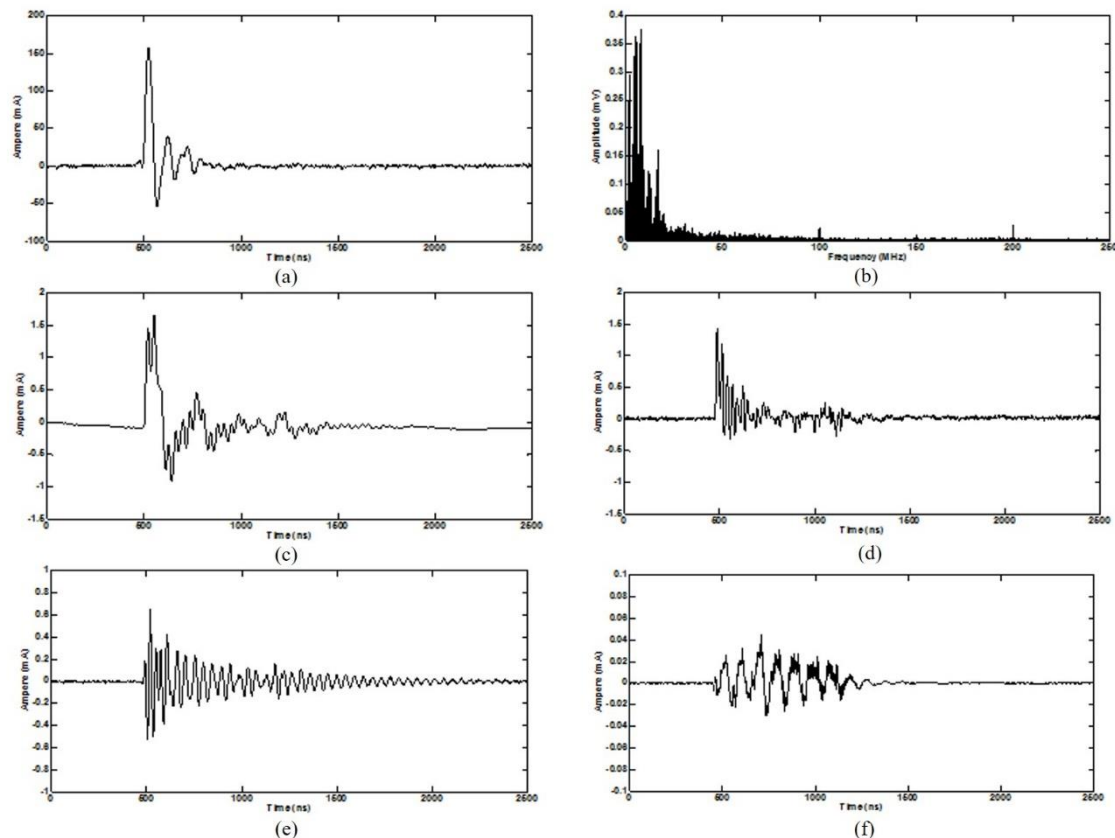 200
150
100
50
0
-50
-100
Ampere (mA)
0 500 1000 1500 2000 2500
Time (ns)
(a)
0.4
0.35
0.3
0.25
0.2
0.15
0.1
0.05
0
Amplitude (mV)
0 50 100 150 200 250
Frequency (MHz)
(b)
2
1.5
1
0.5
0
-0.5
-1
-1.5
Ampere (mA)
0 500 1000 1500 2000 2500
Time (ns)
(c)
2
1.5
1
0.5
0
-0.5
-1
-1.5
Ampere (mA)
0 500 1000 1500 2000 2500
Time (ns)
(d)
1
0.8
0.6
0.4
0.2
0
-0.2
-0.4
-0.6
-0.8
-1
Ampere (mA)
0 500 1000 1500 2000 2500
Time (ns)
(e)
0.1
0.08
0.06
0.04
0.02
0
-0.02
-0.04
-0.06
-0.08
-0.1
Ampere (mA)
0 500 1000 1500 2000 2500
Time (ns)
(f)